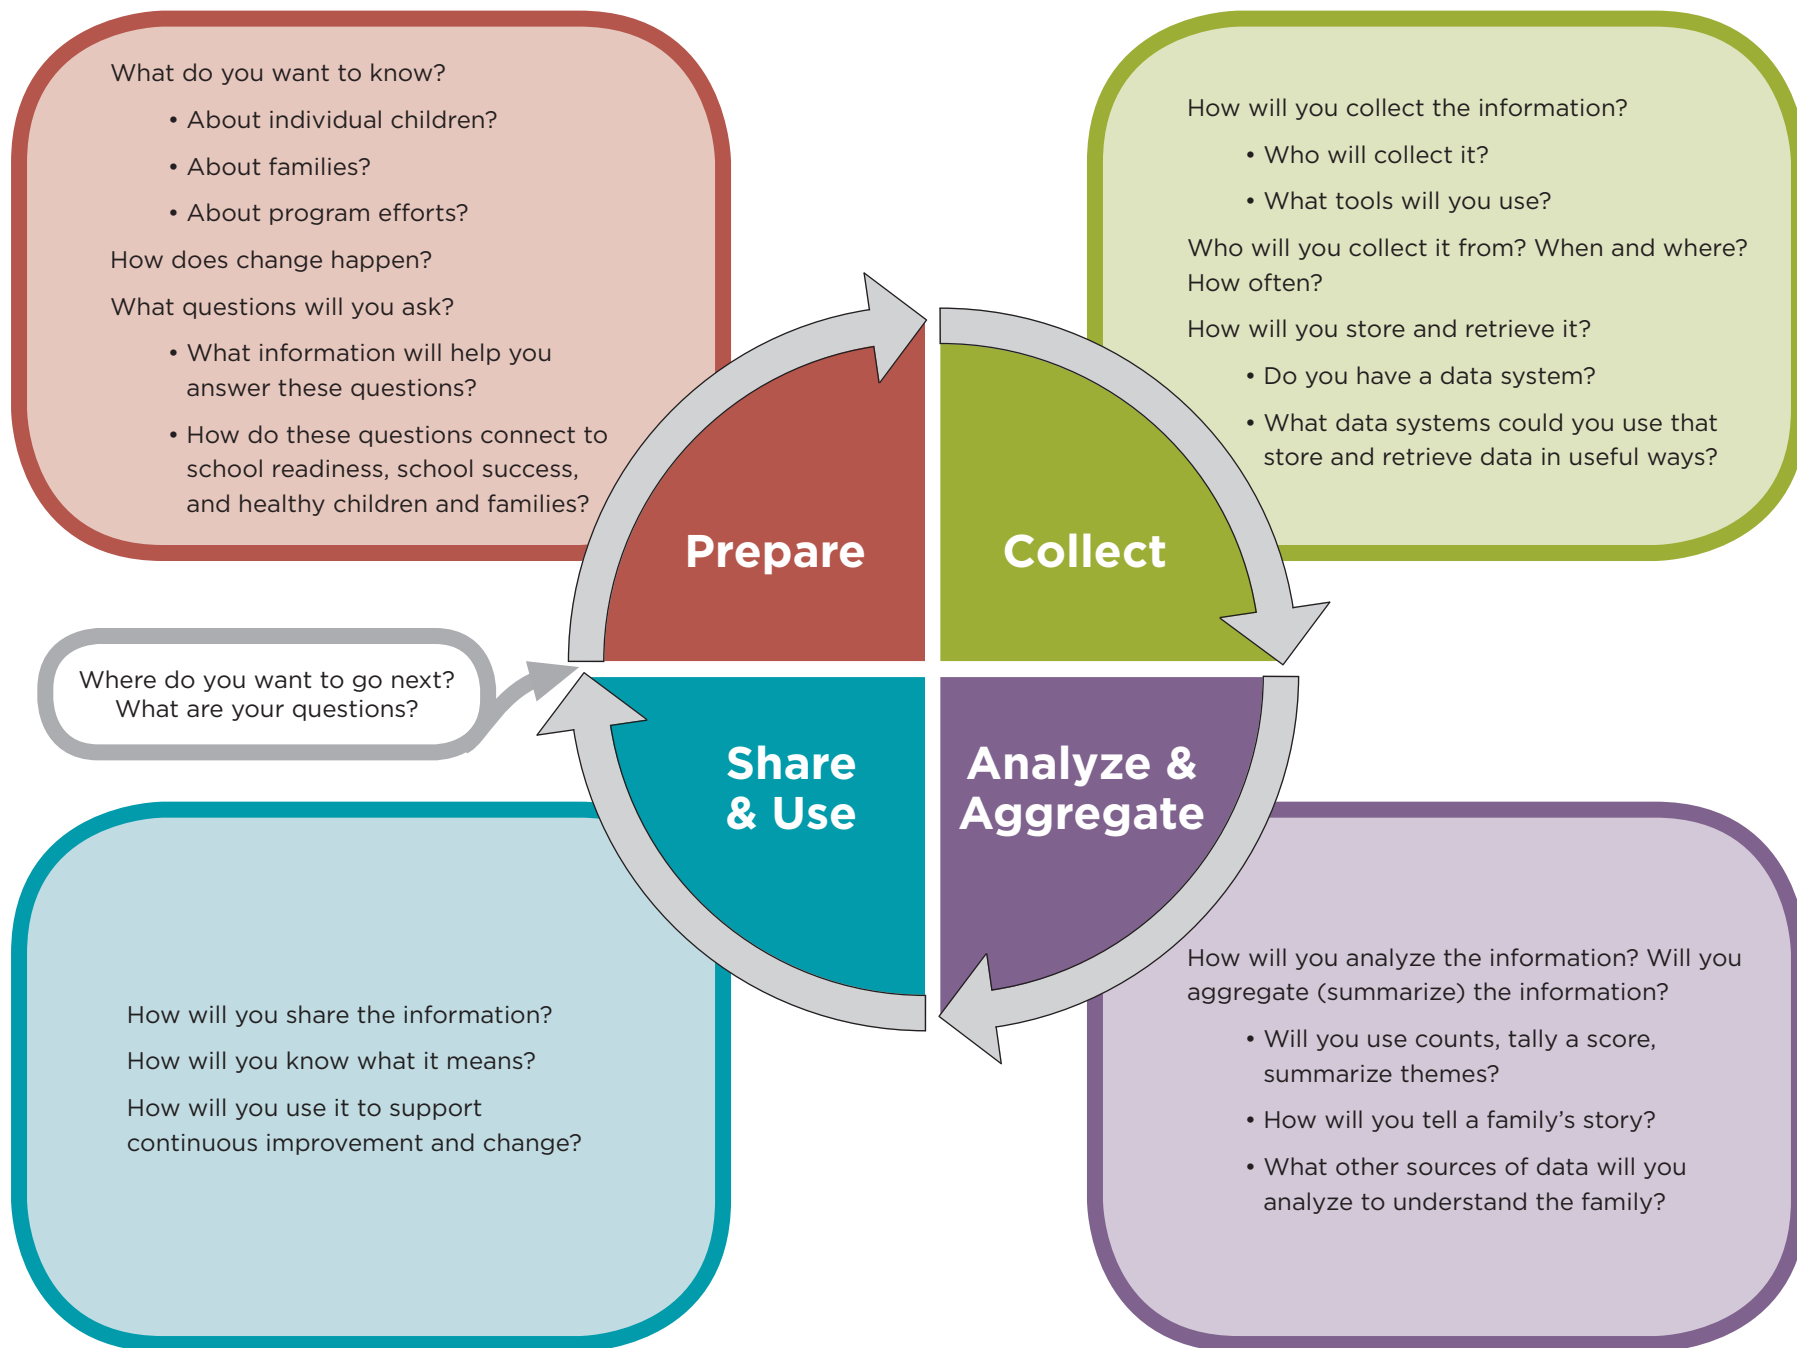 What do you want to know?
• About individual children?
• About families?
• About program efforts?
How does change happen?
What questions will you ask?
• What information will help you
answer these questions?
• How do these questions connect to
school readiness, school success,
and healthy children and families?
How will you collect the information?
• Who will collect it?
• What tools will you use?
Who will you collect it from? When and where?
How often?
How will you store and retrieve it?
• Do you have a data system?
• What data systems could you use that
store and retrieve data in useful ways?
Prepare
Collect
Where do you want to go next?
What are your questions?
Share
& Use
Analyze &
Aggregate
How will you share the information?
How will you know what it means?
How will you use it to support
continuous improvement and change?
How will you analyze the information? Will you
aggregate (summarize) the information?
• Will you use counts, tally a score,
summarize themes?
• How will you tell a family’s story?
• What other sources of data will you
analyze to understand the family?